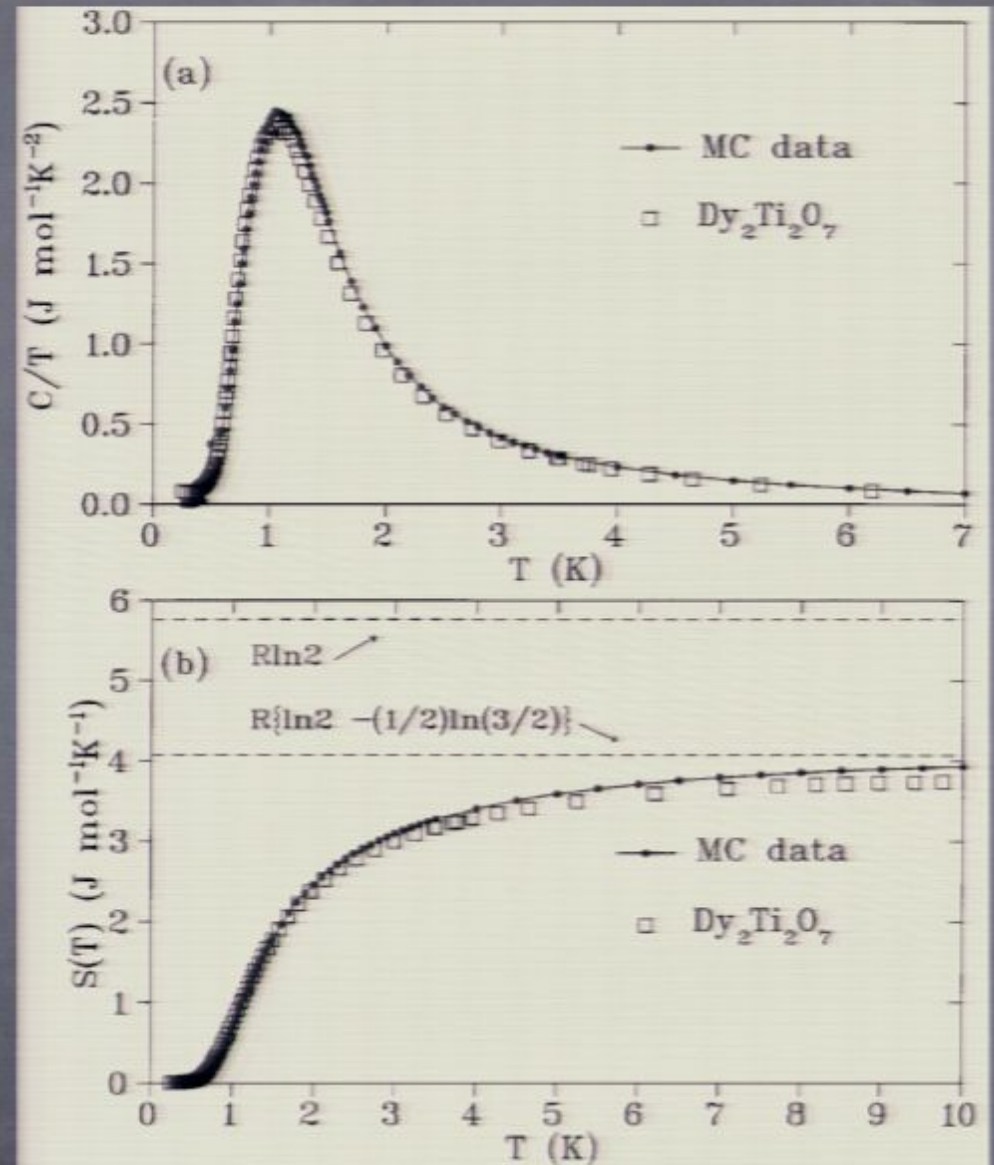 3.0
(a)
2.5
MC data
2.0
Dy₂Ti₂O₇
1.5
1.0
0.5
0.0
C/T (J mol⁻¹K⁻²)
0 1 2 3 4 5 6 7
T (K)
6
(b)
Rln2
5
R{ln2 -(1/2)ln(3/2)}
4
3
MC data
2
Dy₂Ti₂O₇
1
0
S(T) (J mol⁻¹K⁻¹)
0 1 2 3 4 5 6 7 8 9 10
T (K)